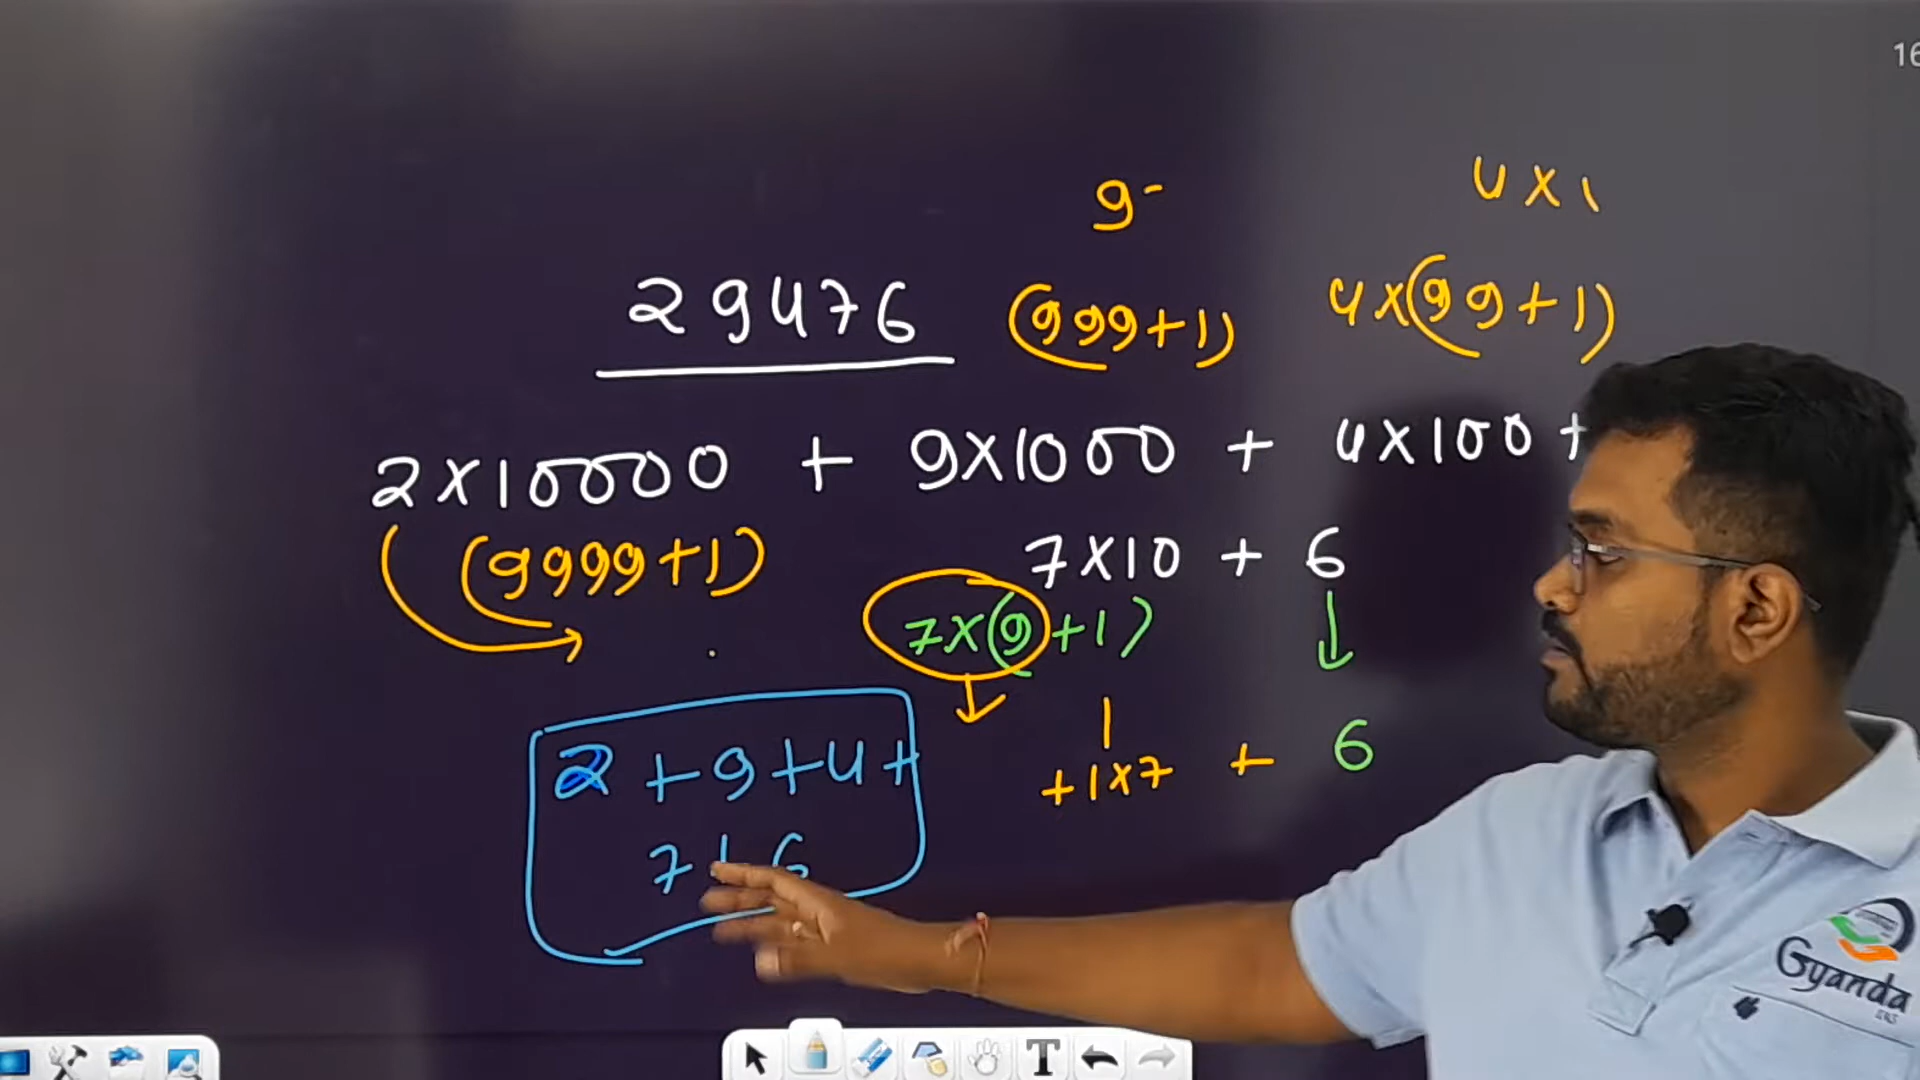 16
9-
4x1
29476
(999+1)
4x(99+1)
2x10000 + 9x1000 + 4x100 +
(9999+1)
7x10 + 6
7x(9+1)
1
2+9+4+
+1x7 + 6
7+6
Gyanda
T